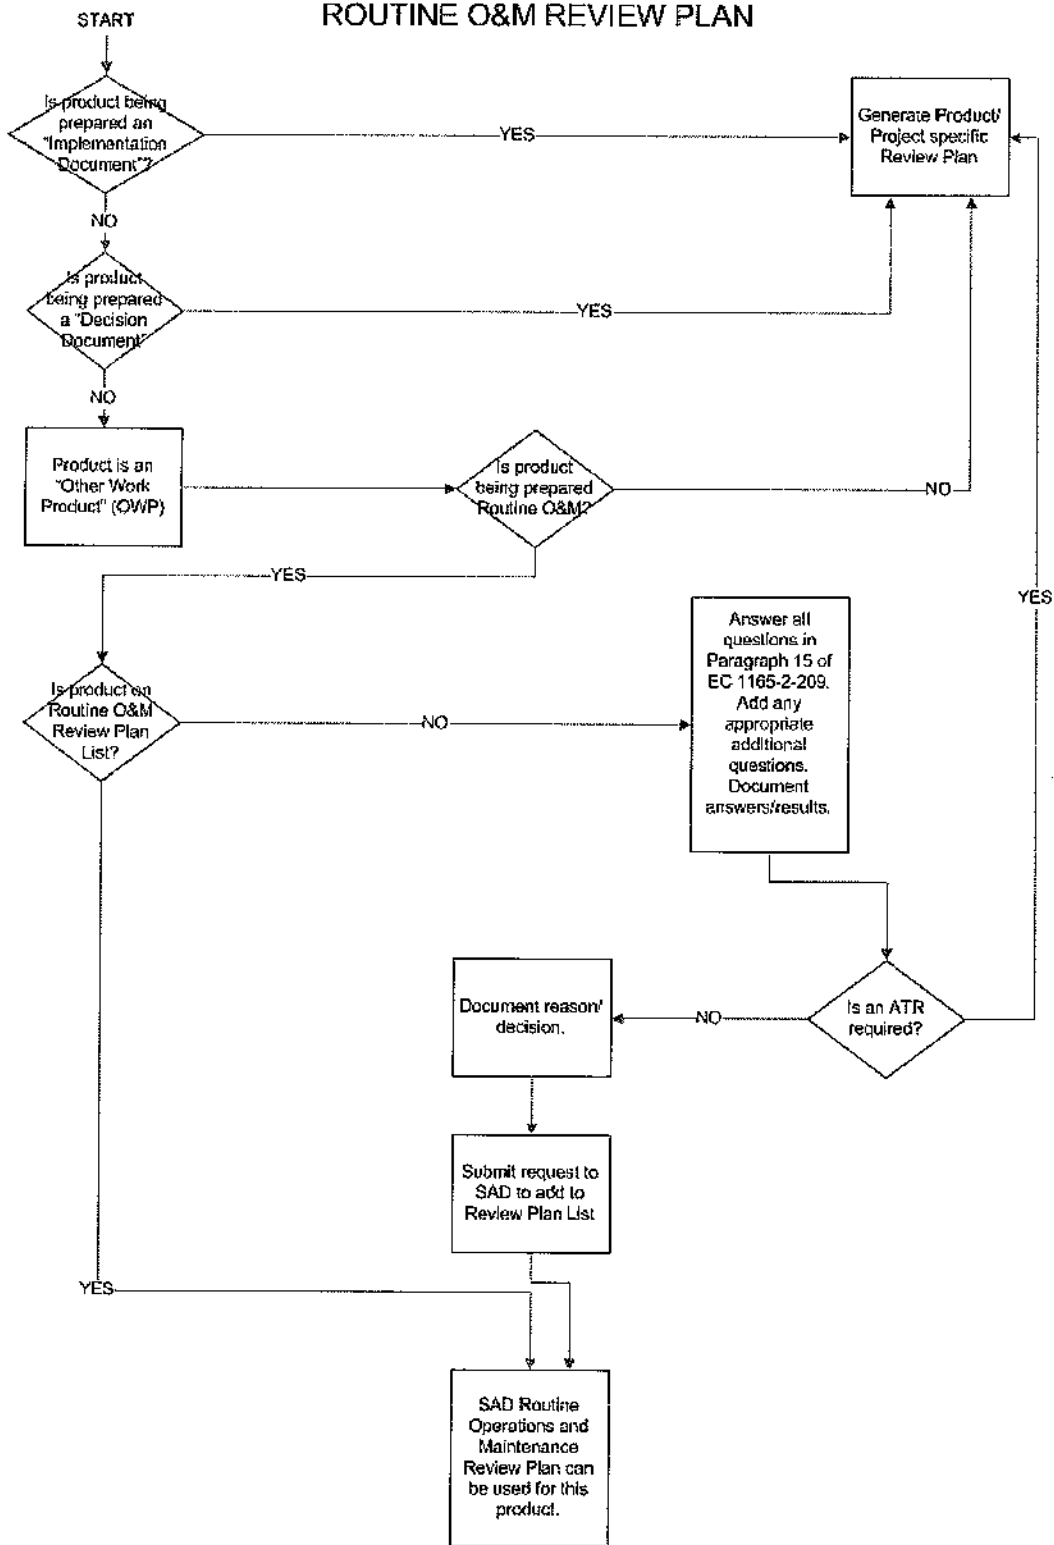 ROUTINE O&M REVIEW PLAN
START
Is product being
prepared an
"Implementation
Document"?
YES
Generate Product/
Project specific
Review Plan
NO
Is product
being prepared
a "Decision
Document"
YES
NO
Product is an
"Other Work
Product" (OWP)
Is product
being prepared
Routine O&M?
NO
YES
YES
Answer all
questions in
Paragraph 15 of
EC 1165-2-209.
Add any
appropriate
additional
questions.
Document
answers/results.
Is product on
Routine O&M
Review Plan
List?
NO
Is an ATR
required?
NO
Document reason/
decision.
Submit request to
SAD to add to
Review Plan List
YES
SAD Routine
Operations and
Maintenance
Review Plan can
be used for this
product.